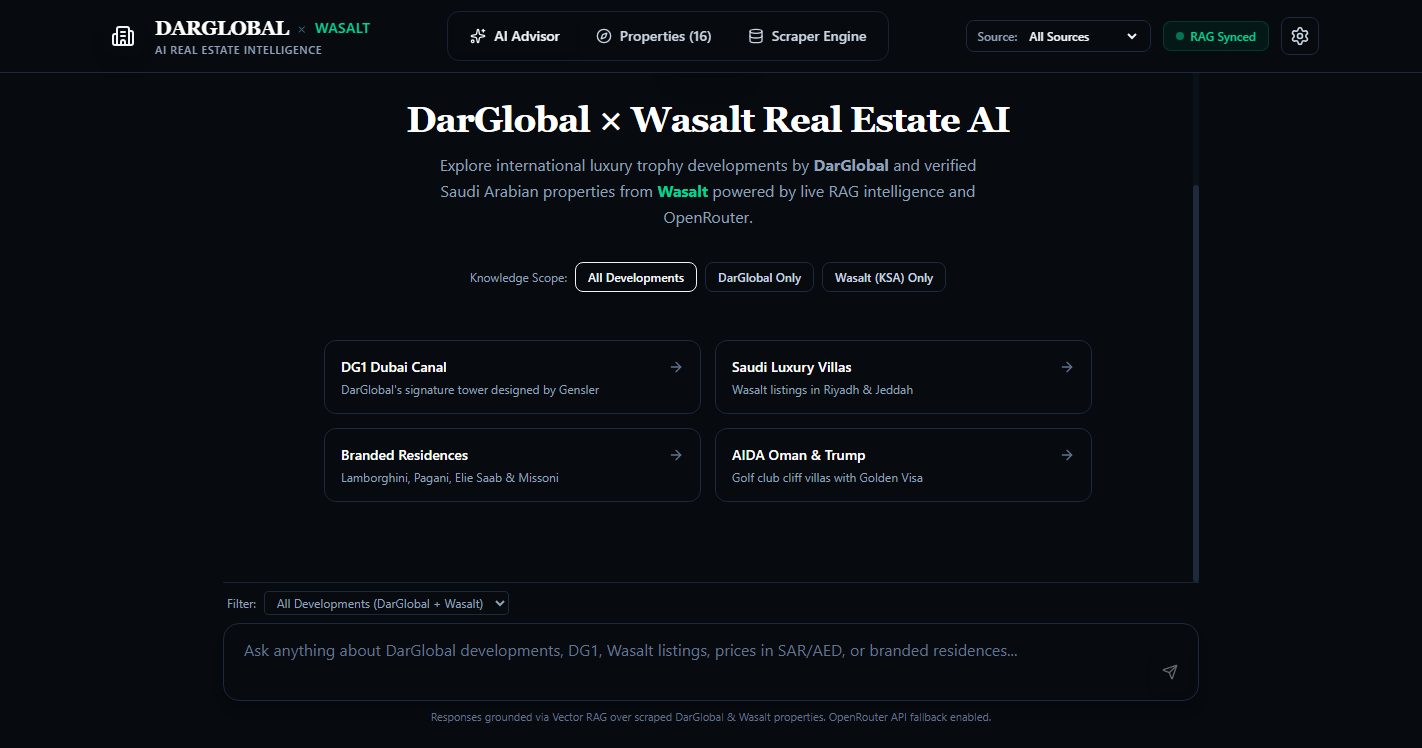 DARGLOBAL × WASALT
AI REAL ESTATE INTELLIGENCE
AI Advisor
Properties (16)
Scraper Engine
Source: All Sources
RAG Synced
DarGlobal × Wasalt Real Estate AI
Explore international luxury trophy developments by DarGlobal and verified
Saudi Arabian properties from Wasalt powered by live RAG intelligence and
OpenRouter.
Knowledge Scope: All Developments DarGlobal Only Wasalt (KSA) Only
DG1 Dubai Canal
DarGlobal's signature tower designed by Gensler
Saudi Luxury Villas
Wasalt listings in Riyadh & Jeddah
Branded Residences
Lamborghini, Pagani, Elie Saab & Missoni
AIDA Oman & Trump
Golf club cliff villas with Golden Visa
Filter: All Developments (DarGlobal + Wasalt)
Ask anything about DarGlobal developments, DG1, Wasalt listings, prices in SAR/AED, or branded residences...
Responses grounded via Vector RAG over scraped DarGlobal & Wasalt properties. OpenRouter API fallback enabled.